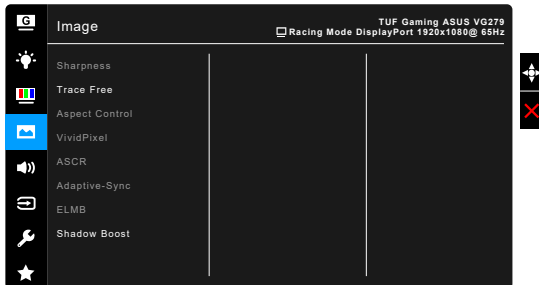 G
Image
TUF Gaming ASUS VG279
Racing Mode DisplayPort 1920x1080@ 65Hz
Sharpness
Trace Free
Aspect Control
VividPixel
ASCR
Adaptive-Sync
ELMB
Shadow Boost